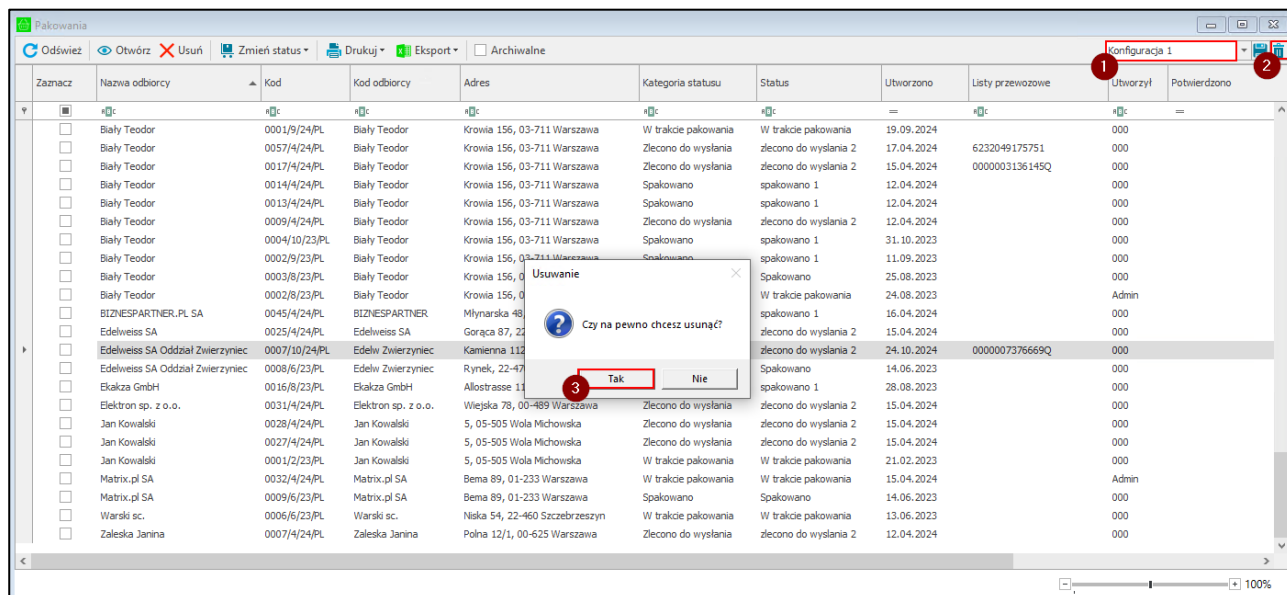 Pakowania
Odśwież Otwórz Usuń Zmień status Drukuj Eksport Archiwalne Konfiguracja 1
1 2
Zaznacz Nazwa odbiorcy Kod Kod odbiorcy Adres Kategoria statusu Status Utworzono Listy przewozowe Utworzył Potwierdzono
Biały Teodor 0001/9/24/PL Biały Teodor Krowia 156, 03-711 Warszawa W trakcie pakowania W trakcie pakowania 19.09.2024 000
Biały Teodor 0057/4/24/PL Biały Teodor Krowia 156, 03-711 Warszawa Zlecono do wysłania zlecono do wyslania 2 17.04.2024 6232049175751 000
Biały Teodor 0017/4/24/PL Biały Teodor Krowia 156, 03-711 Warszawa Zlecono do wysłania zlecono do wyslania 2 15.04.2024 0000003136145Q 000
Biały Teodor 0014/4/24/PL Biały Teodor Krowia 156, 03-711 Warszawa Spakowano spakowano 1 12.04.2024 000
Biały Teodor 0013/4/24/PL Biały Teodor Krowia 156, 03-711 Warszawa Spakowano spakowano 1 12.04.2024 000
Biały Teodor 0009/4/24/PL Biały Teodor Krowia 156, 03-711 Warszawa Zlecono do wysłania zlecono do wyslania 2 12.04.2024 000
Biały Teodor 0004/10/23/PL Biały Teodor Krowia 156, 03-711 Warszawa Spakowano spakowano 1 31.10.2023 000
Biały Teodor 0002/9/23/PL Biały Teodor Krowia 156, 03-711 Warszawa Spakowano spakowano 1 11.09.2023 000
Biały Teodor 0003/8/23/PL Biały Teodor Krowia 156, 0 Spakowano 25.08.2023 000
Biały Teodor 0002/8/23/PL Biały Teodor Krowia 156, 0 W trakcie pakowania 24.08.2023 Admin
BIZNESPARTNER.PL SA 0045/4/24/PL BIZNESPARTNER Młynarska 48, spakowano 1 16.04.2024 000
Edelweiss SA 0025/4/24/PL Edelweiss SA Gorąca 87, 22 zlecono do wyslania 2 15.04.2024 000
Edelweiss SA Oddział Zwierzyniec 0007/10/24/PL Edelw Zwierzyniec Kamienna 112 zlecono do wyslania 2 24.10.2024 0000007376669Q 000
Edelweiss SA Oddział Zwierzyniec 0008/6/23/PL Edelw Zwierzyniec Rynek, 22-47 Spakowano 14.06.2023 000
Ekakza GmbH 0016/8/23/PL Ekakza GmbH Allostrasse 11 spakowano 1 28.08.2023 000
Elektron sp. z o.o. 0031/4/24/PL Elektron sp. z o.o. Wiejska 78, 00-489 Warszawa Zlecono do wysłania zlecono do wyslania 2 15.04.2024 000
Jan Kowalski 0028/4/24/PL Jan Kowalski 5, 05-505 Wola Michowska Zlecono do wysłania zlecono do wyslania 2 15.04.2024 000
Jan Kowalski 0027/4/24/PL Jan Kowalski 5, 05-505 Wola Michowska Zlecono do wysłania zlecono do wyslania 2 15.04.2024 000
Jan Kowalski 0001/2/23/PL Jan Kowalski 5, 05-505 Wola Michowska W trakcie pakowania W trakcie pakowania 21.02.2023 000
Matrix.pl SA 0032/4/24/PL Matrix.pl SA Bema 89, 01-233 Warszawa W trakcie pakowania W trakcie pakowania 15.04.2024 Admin
Matrix.pl SA 0009/6/23/PL Matrix.pl SA Bema 89, 01-233 Warszawa Spakowano Spakowano 14.06.2023 000
Warski sc. 0006/6/23/PL Warski sc. Niska 54, 22-460 Szczebrzeszyn W trakcie pakowania W trakcie pakowania 13.06.2023 000
Zaleska Janina 0007/4/24/PL Zaleska Janina Polna 12/1, 00-625 Warszawa Zlecono do wysłania zlecono do wyslania 2 12.04.2024 000
Usuwanie
Czy na pewno chcesz usunąć?
3 Tak Nie
100%